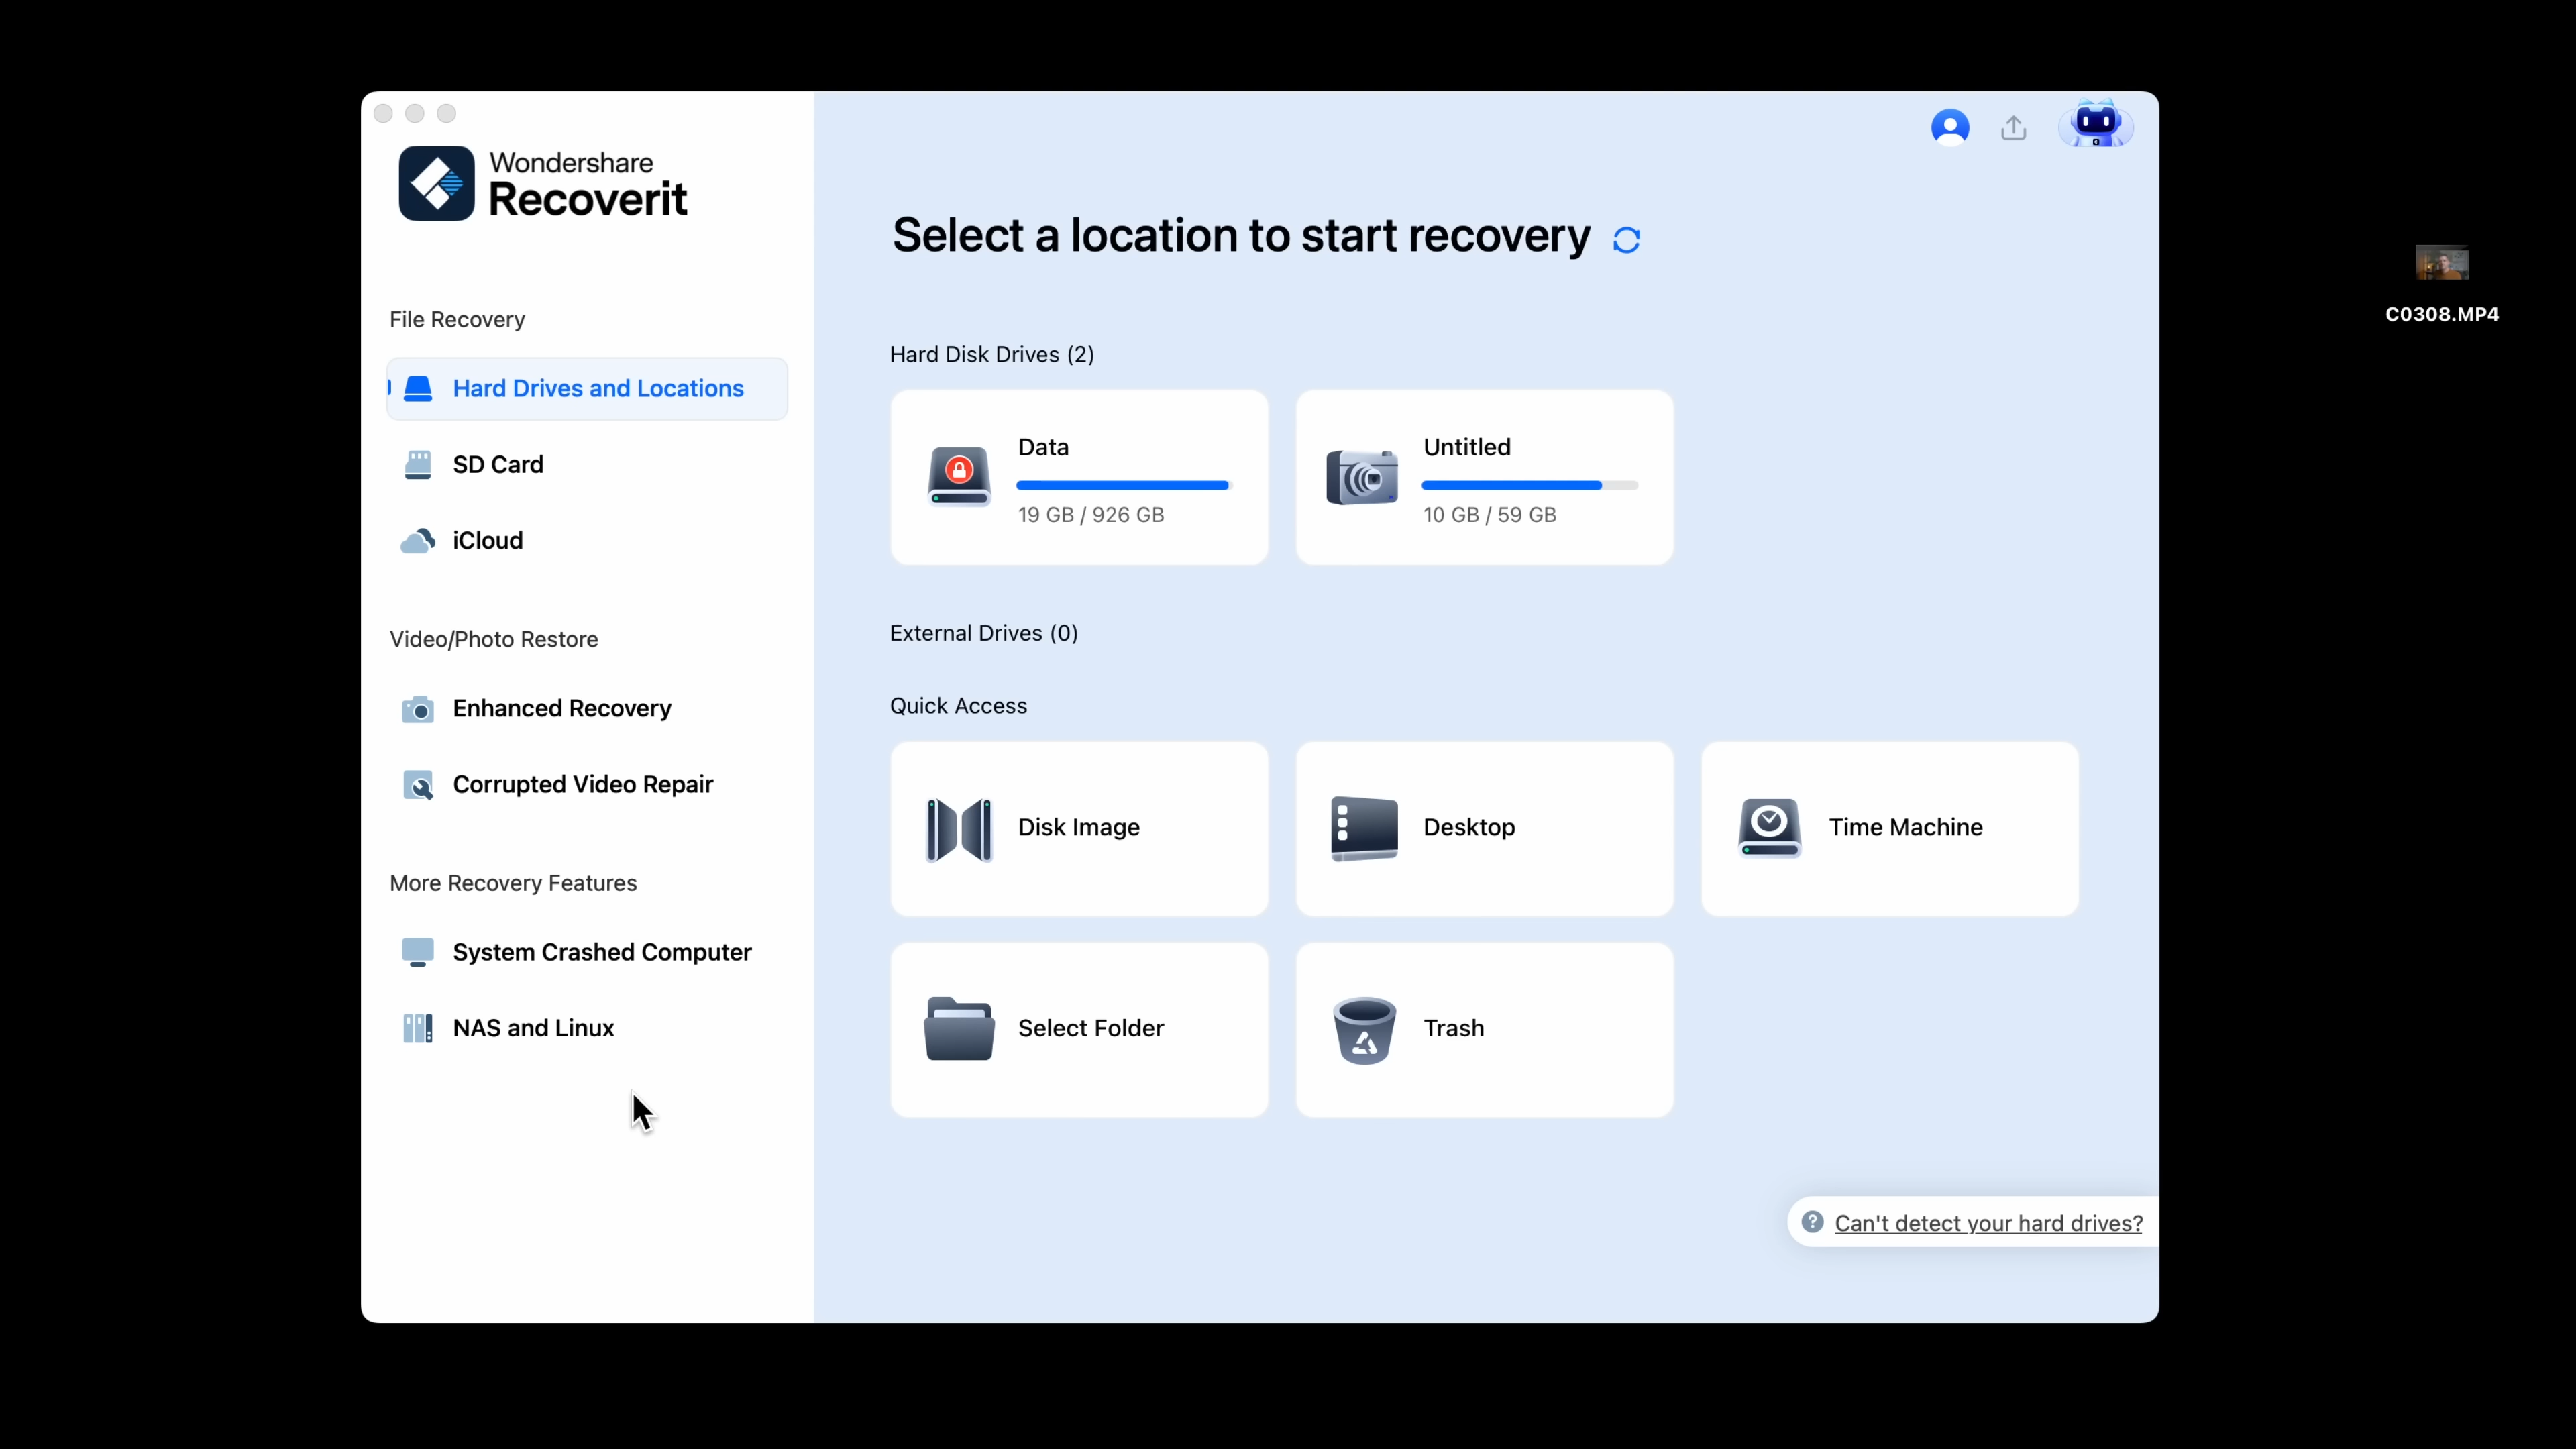 Wondershare
Recoverit
File Recovery
Hard Drives and Locations
SD Card
iCloud
Video/Photo Restore
Enhanced Recovery
Corrupted Video Repair
More Recovery Features
System Crashed Computer
NAS and Linux
Select a location to start recovery
Hard Disk Drives (2)
Data
19 GB / 926 GB
Untitled
10 GB / 59 GB
External Drives (0)
Quick Access
Disk Image
Desktop
Time Machine
Select Folder
Trash
? Can't detect your hard drives?
C0308.MP4